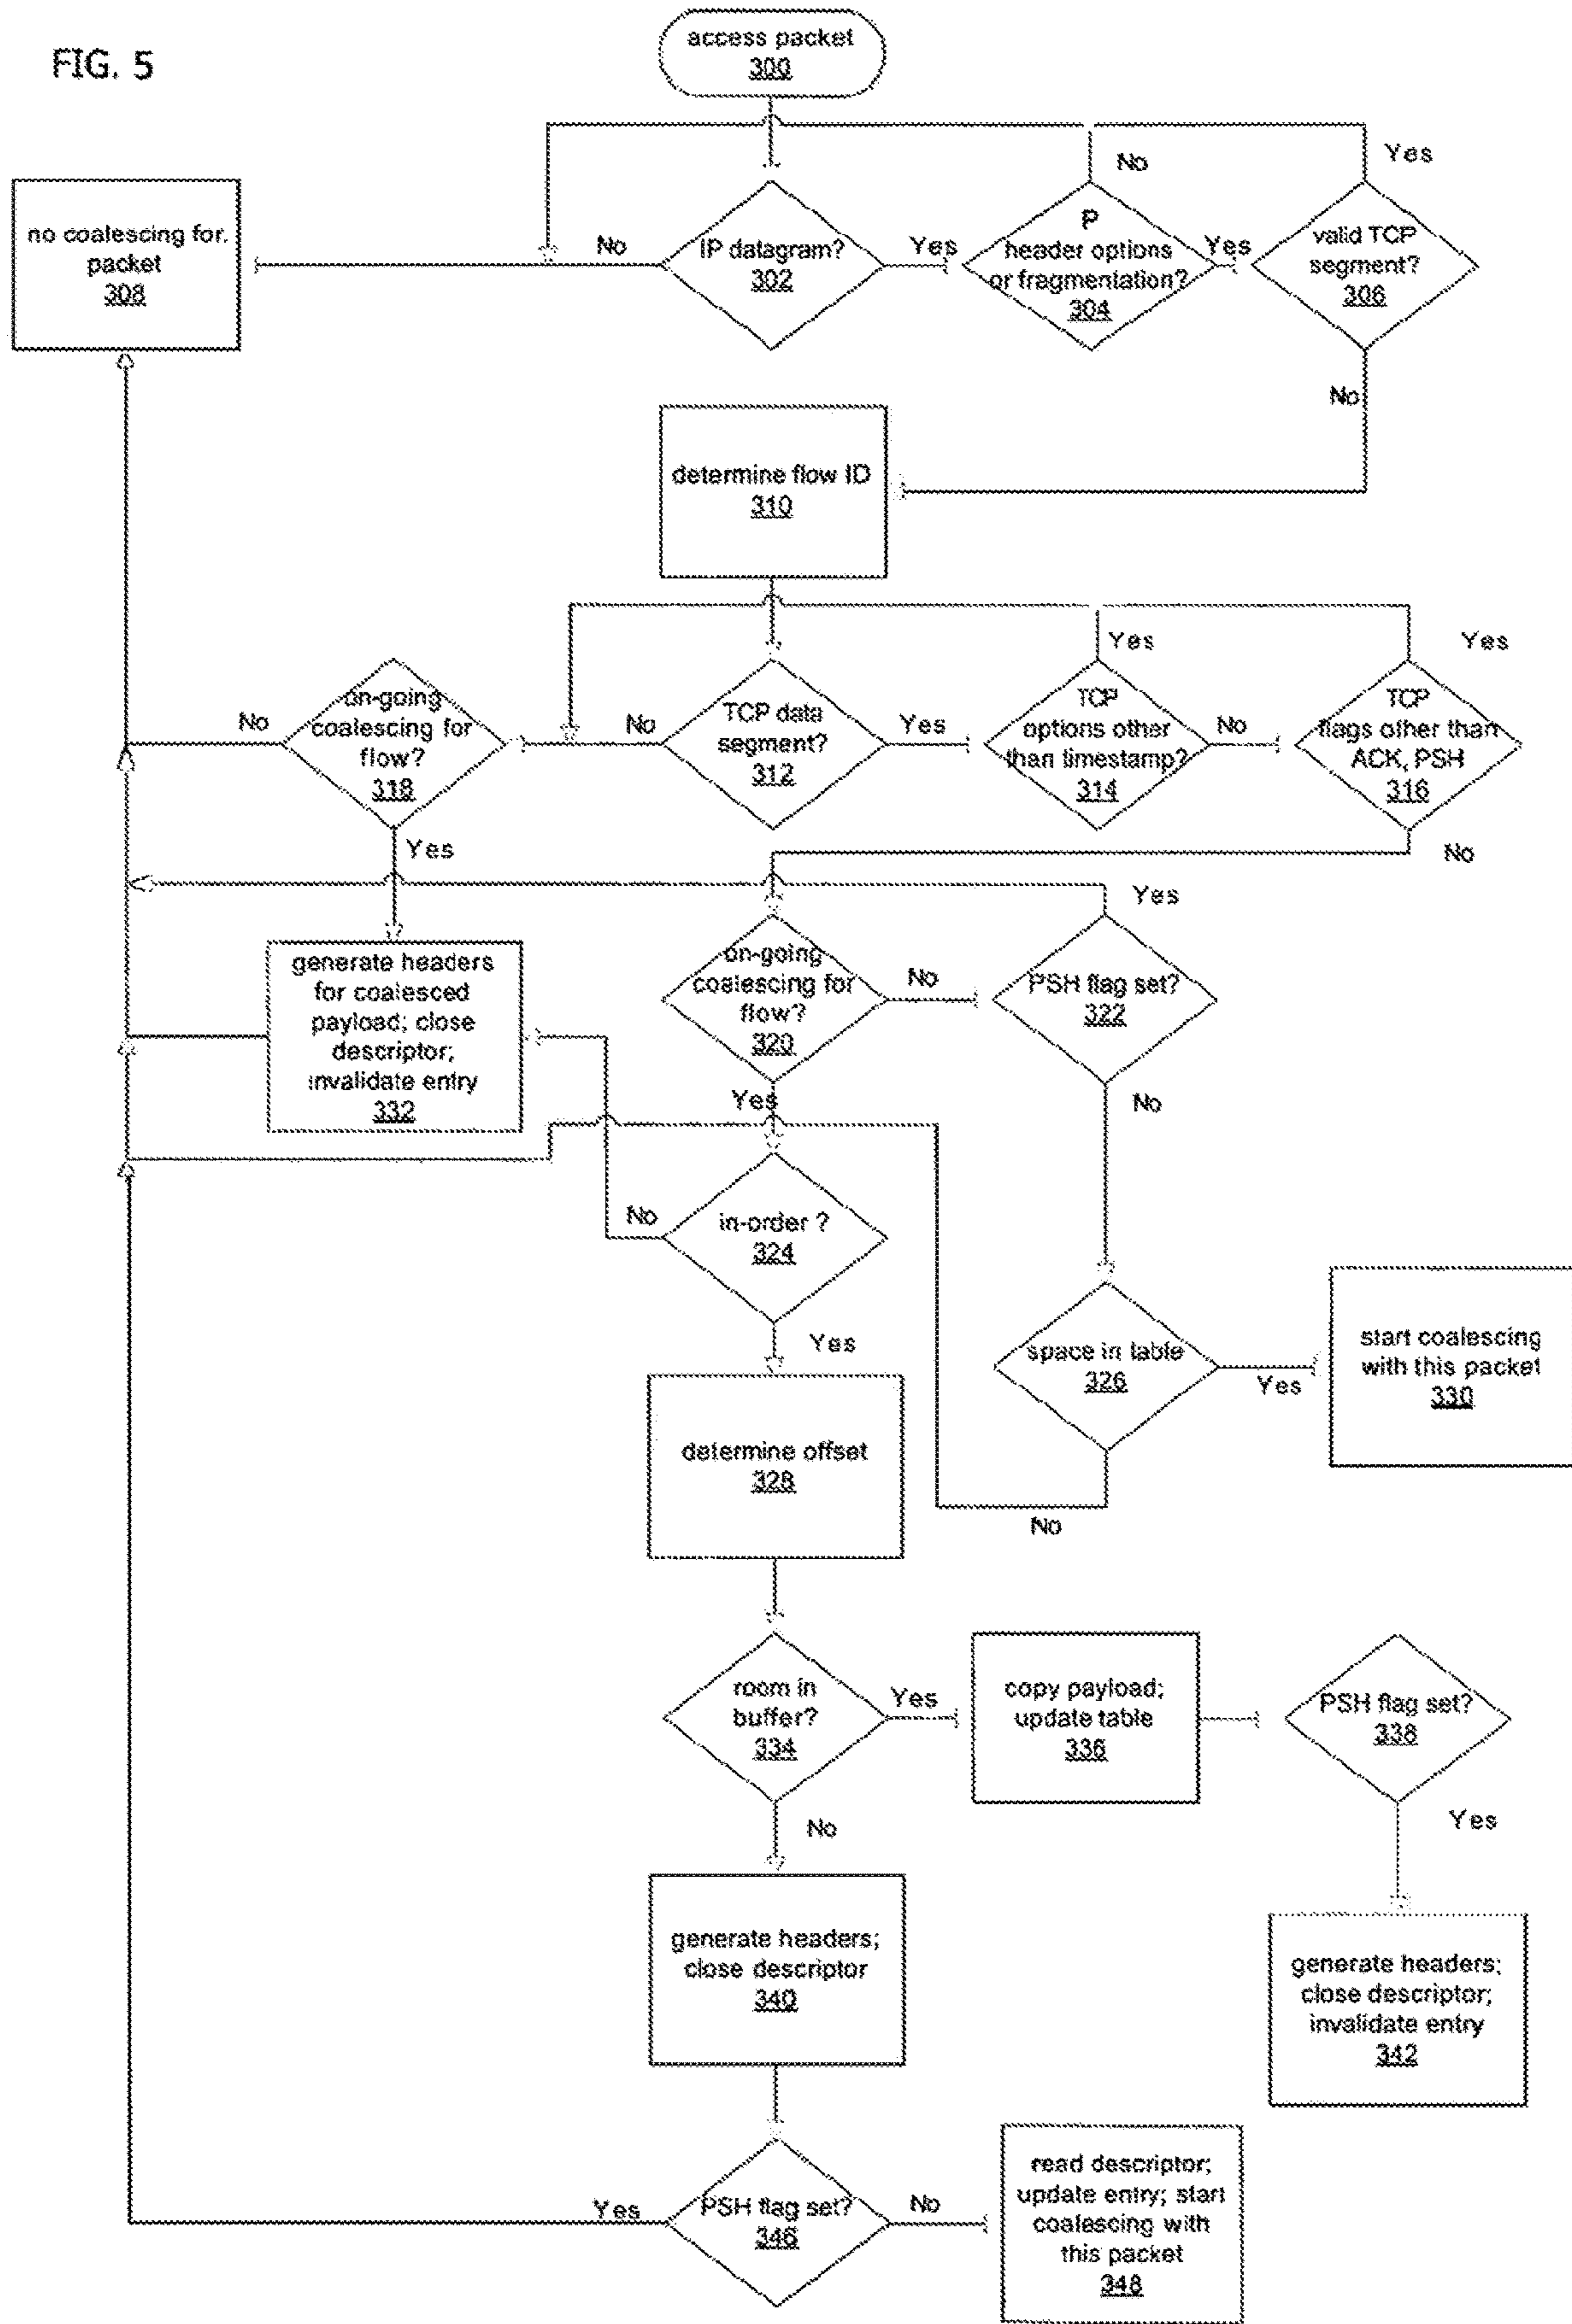 FIG. 5
access packet
300
Yes
No
no coalescing for.
packet
308
No
IP datagram?
302
Yes
P
header options
or fragmentation?
304
Yes
valid TCP
segment?
306
No
determine flow ID
310
Yes
Yes
No
on-going
coalescing for
flow?
318
No
TCP data
segment?
312
Yes
TCP
options other
than timestamp?
314
No
TCP
flags other than
ACK, PSH
316
Yes
No
Yes
generate headers
for coalesced
payload; close
descriptor;
invalidate entry
332
on-going
coalescing for
flow?
320
No
PSH flag set?
322
Yes
No
No
in-order ?
324
Yes
space in table
326
Yes
start coalescing
with this packet
330
determine offset
328
No
room in
buffer?
334
Yes
copy payload;
update table
336
PSH flag set?
338
No
Yes
generate headers;
close descriptor
340
generate headers;
close descriptor;
invalidate entry
342
Yes
PSH flag set?
346
No
read descriptor;
update entry; start
coalescing with
this packet
348